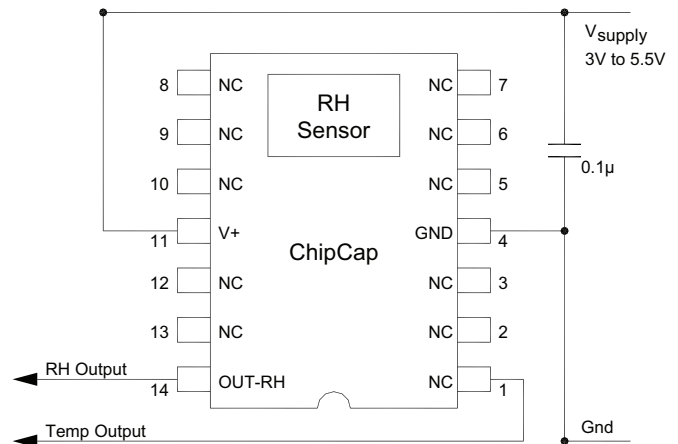 Vsupply
3V to 5.5V
8 NC NC 7
RH
Sensor
9 NC NC 6
10 NC NC 5
0.1µ
11 V+ GND 4
ChipCap
12 NC NC 3
13 NC NC 2
RH Output
14 OUT-RH NC 1
Temp Output
Gnd